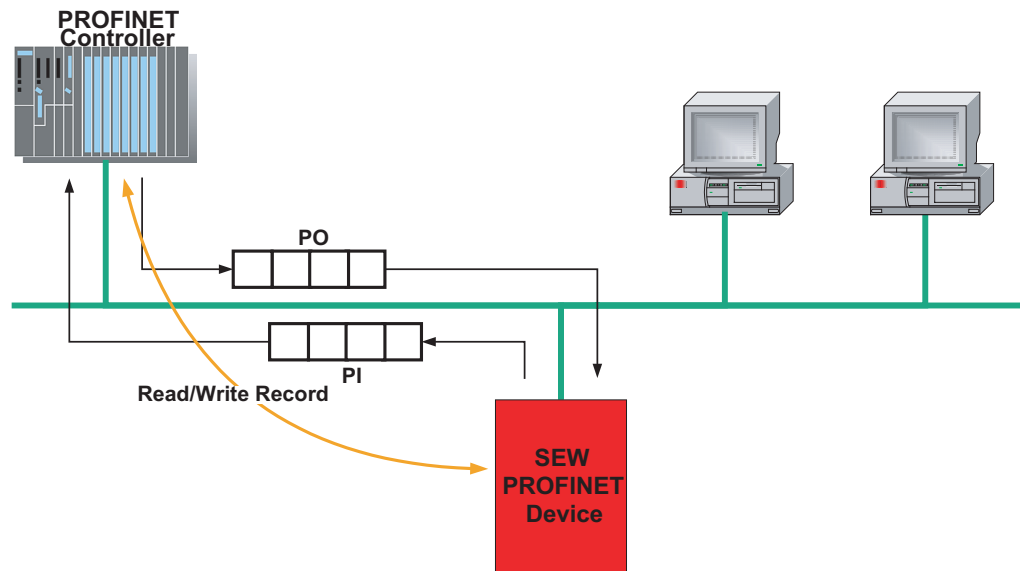 PROFINET
Controller
PO
PI
Read/Write Record
SEW
PROFINET
Device